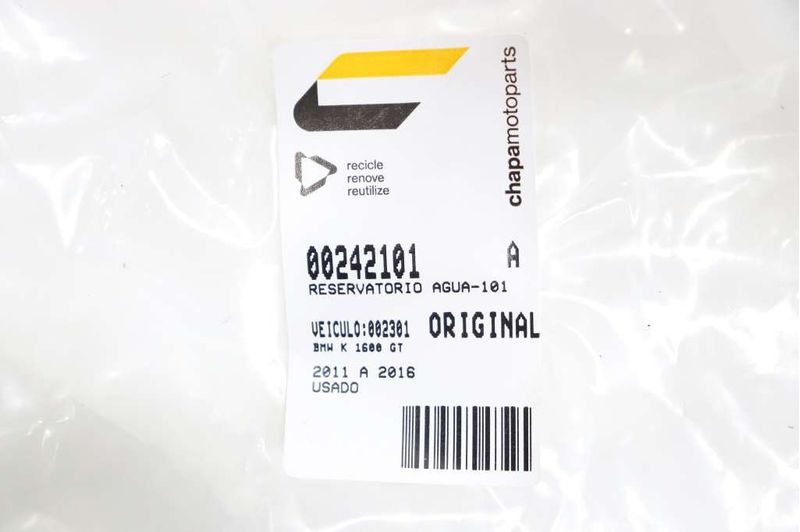 chapamotoparts
recicle
renove
reutilize
00242101 A
RESERVATORIO AGUA-101
VEICULO:002301 ORIGINAL
BMW K 1600 GT
2011 A 2016
USADO